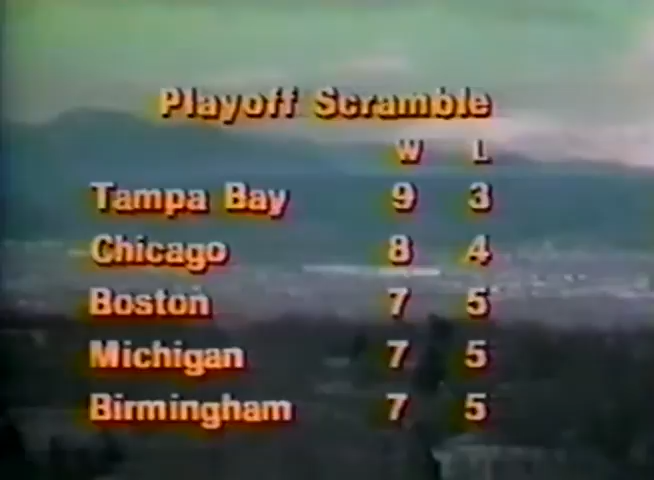 Playoff Scramble
W L
Tampa Bay 9 3
Chicago 8 4
Boston 7 5
Michigan 7 5
Birmingham 7 5